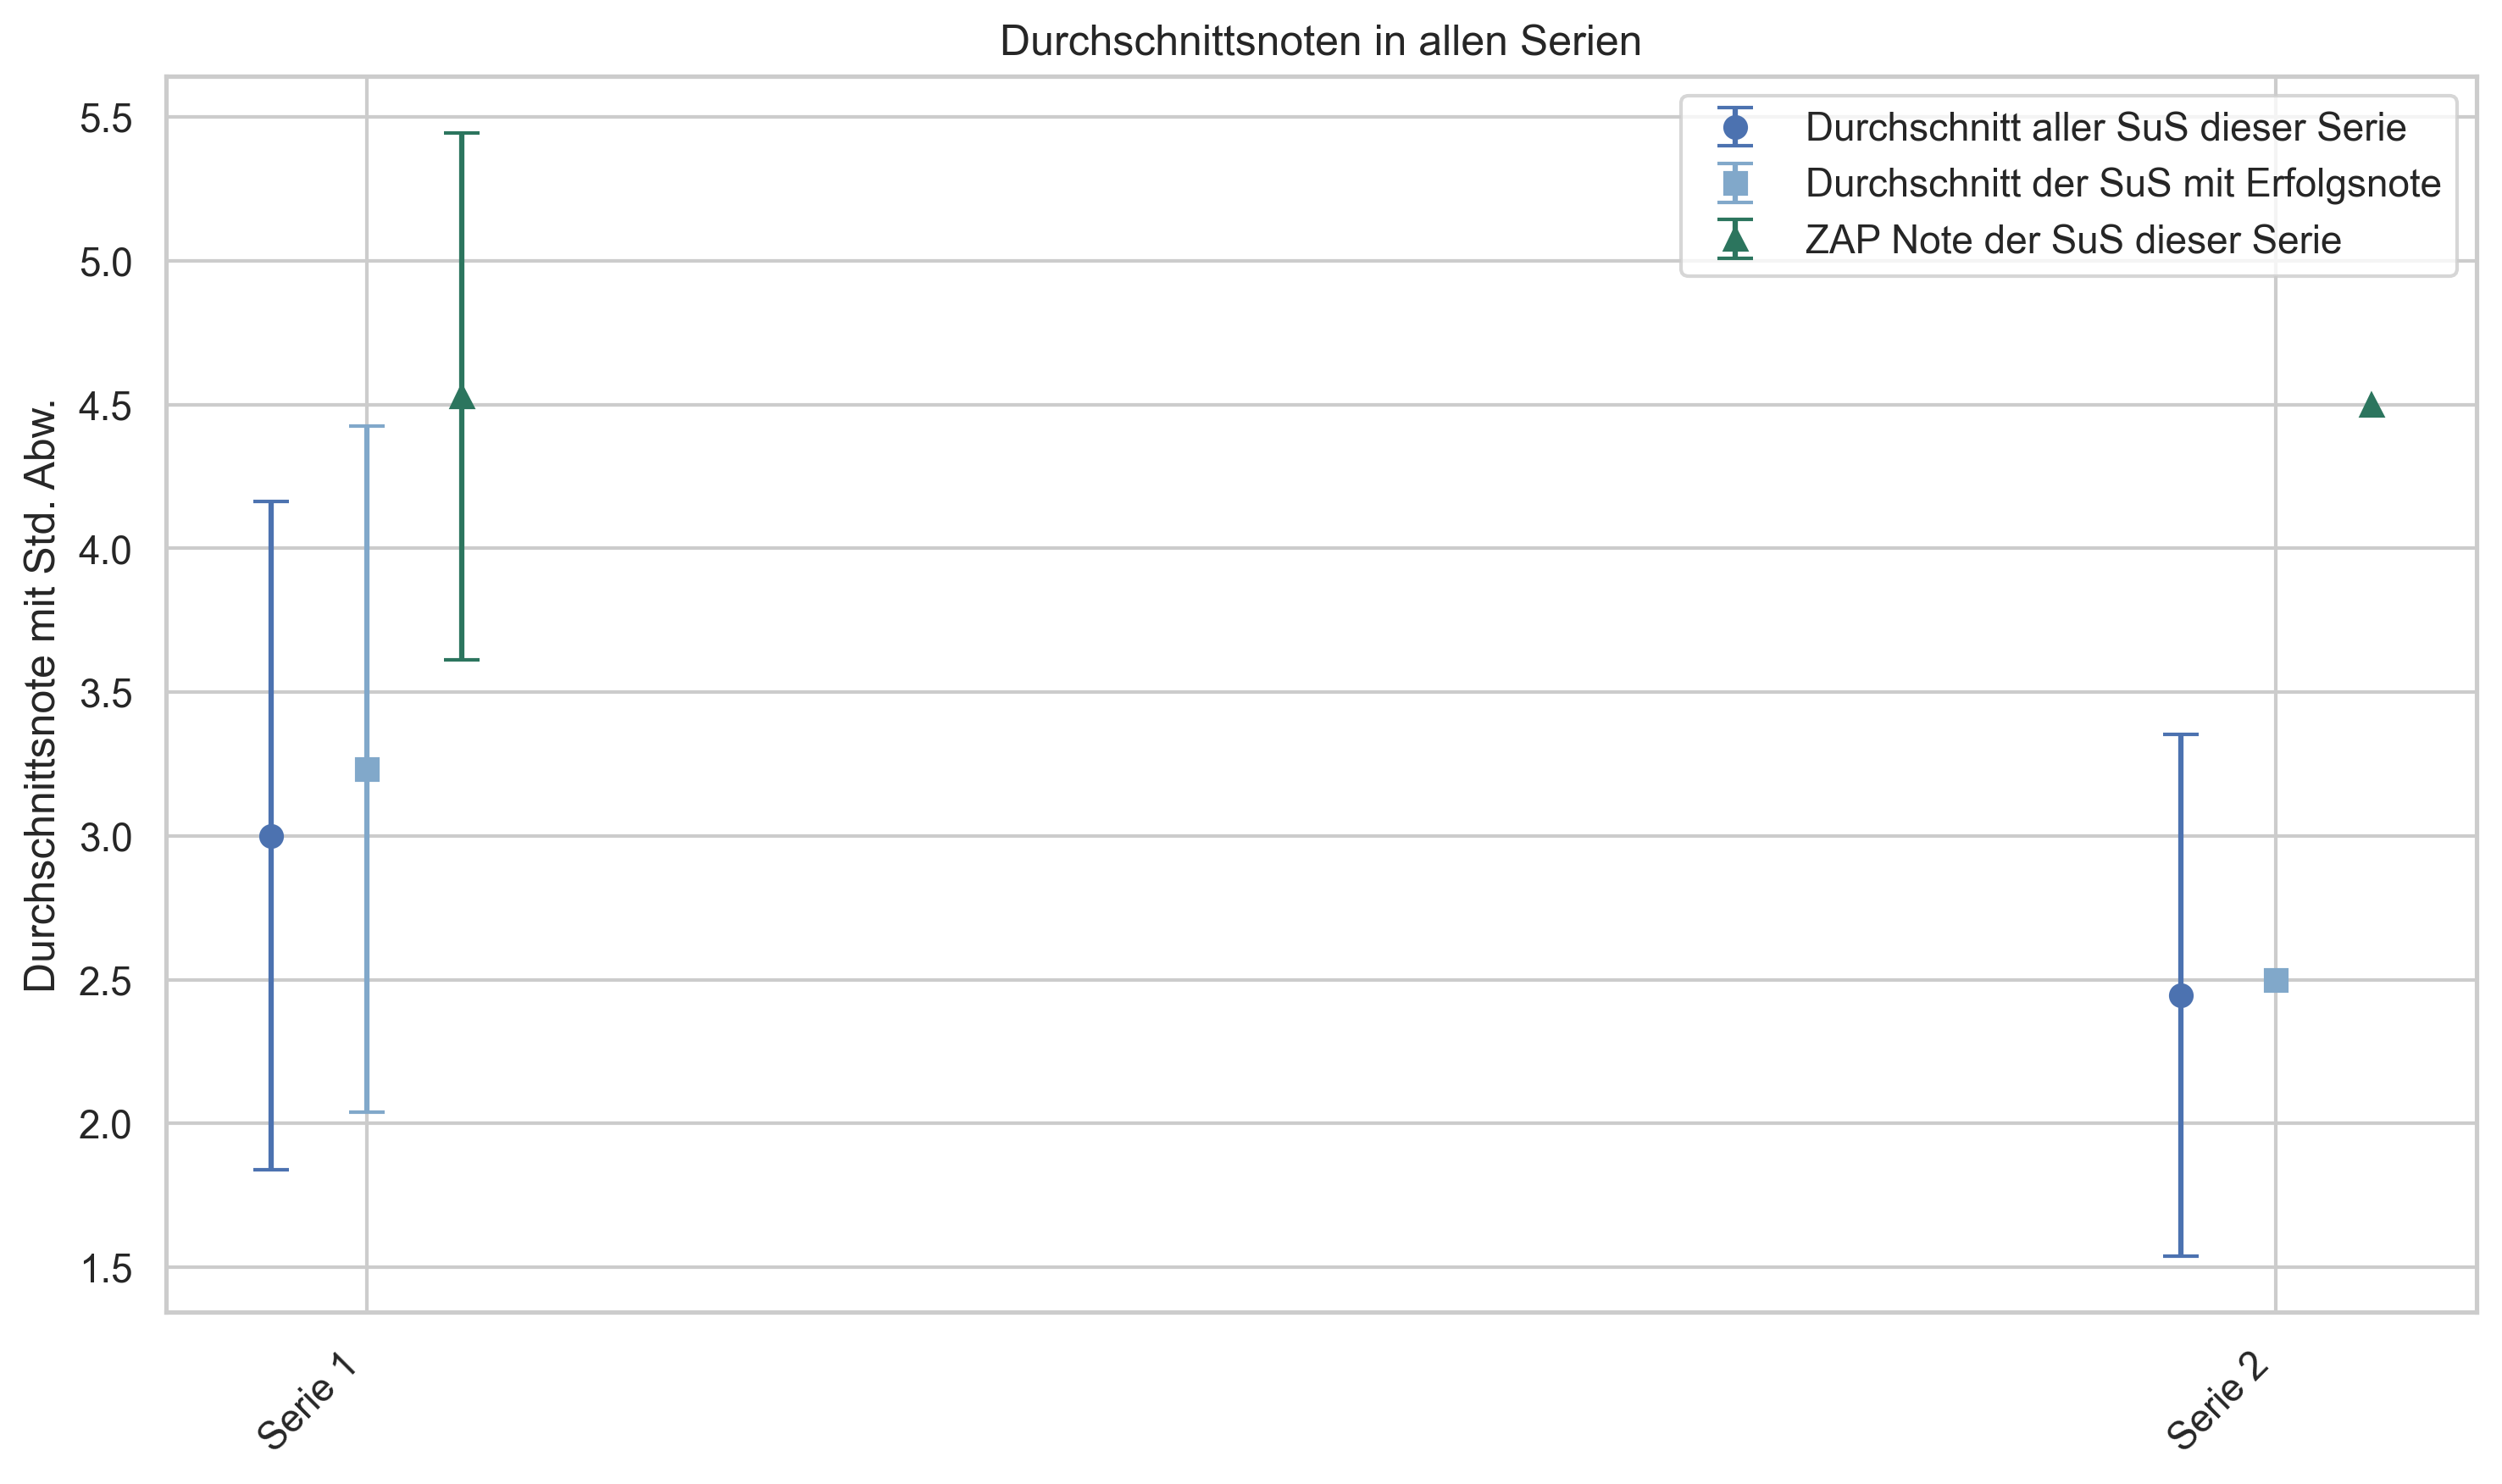 Durchschnittsnoten in allen Serien
Durchschnittsnote mit Std. Abw.
5.5
5.0
4.5
4.0
3.5
3.0
2.5
2.0
1.5
Durchschnitt aller SuS dieser Serie
Durchschnitt der SuS mit Erfolgsnote
ZAP Note der SuS dieser Serie
Serie 1
Serie 2